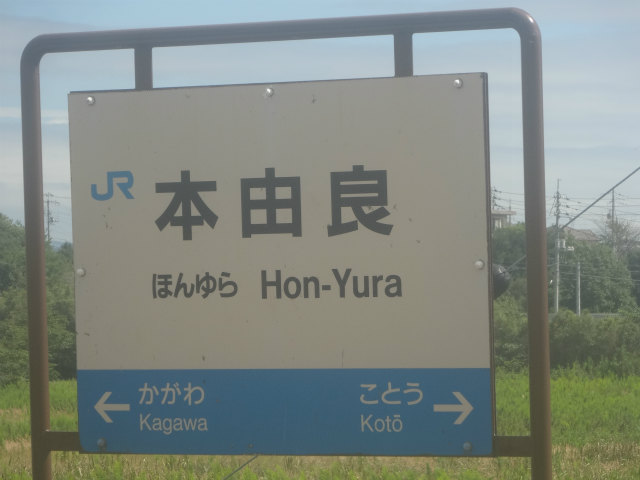 JR 本由良
ほんゆら Hon-Yura
← かがわ ことう →
Kagawa Kotō